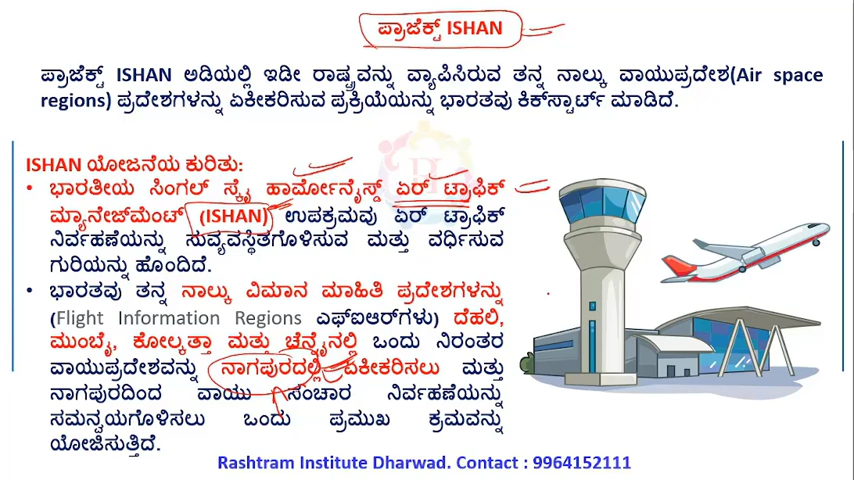 ಪ್ರಾಜೆಕ್ಟ್ ISHAN
ಪ್ರಾಜೆಕ್ಟ್ ISHAN ಅಡಿಯಲ್ಲಿ ಇಡೀ ರಾಷ್ಟ್ರವನ್ನು ವ್ಯಾಪಿಸಿರುವ ತನ್ನ ನಾಲ್ಕು ವಾಯುಪ್ರದೇಶ(Air space
regions) ಪ್ರದೇಶಗಳನ್ನು ಏಕೀಕರಿಸುವ ಪ್ರಕ್ರಿಯೆಯನ್ನು ಭಾರತವು ಕಿಕ್‌ಸ್ಟಾರ್ಟ್ ಮಾಡಿದೆ.
ISHAN ಯೋಜನೆಯ ಕುರಿತು:
• ಭಾರತೀಯ ಸಿಂಗಲ್ ಸ್ಕೈ ಹಾರ್ಮೋನೈಸ್ಡ್ ಏರ್ ಟ್ರಾಫಿಕ್
ಮ್ಯಾನೇಜ್‌ಮೆಂಟ್ (ISHAN) ಉಪಕ್ರಮವು ಏರ್ ಟ್ರಾಫಿಕ್
ನಿರ್ವಹಣೆಯನ್ನು ಸುವ್ಯವಸ್ಥಿತಗೊಳಿಸುವ ಮತ್ತು ವರ್ಧಿಸುವ
ಗುರಿಯನ್ನು ಹೊಂದಿದೆ.
• ಭಾರತವು ತನ್ನ ನಾಲ್ಕು ವಿಮಾನ ಮಾಹಿತಿ ಪ್ರದೇಶಗಳನ್ನು
(Flight Information Regions ಎಫ್‌ಐಆರ್‌ಗಳು) ದೆಹಲಿ,
ಮುಂಬೈ, ಕೋಲ್ಕತ್ತಾ ಮತ್ತು ಚೆನ್ನೈನಲ್ಲಿ ಒಂದು ನಿರಂತರ
ವಾಯುಪ್ರದೇಶವನ್ನು ನಾಗಪುರದಲ್ಲಿ ಏಕೀಕರಿಸಲು ಮತ್ತು
ನಾಗಪುರದಿಂದ ವಾಯು ಸಂಚಾರ ನಿರ್ವಹಣೆಯನ್ನು
ಸಮನ್ವಯಗೊಳಿಸಲು ಒಂದು ಪ್ರಮುಖ ಕ್ರಮವನ್ನು
ಯೋಜಿಸುತ್ತಿದೆ.
Rashtram Institute Dharwad. Contact : 9964152111